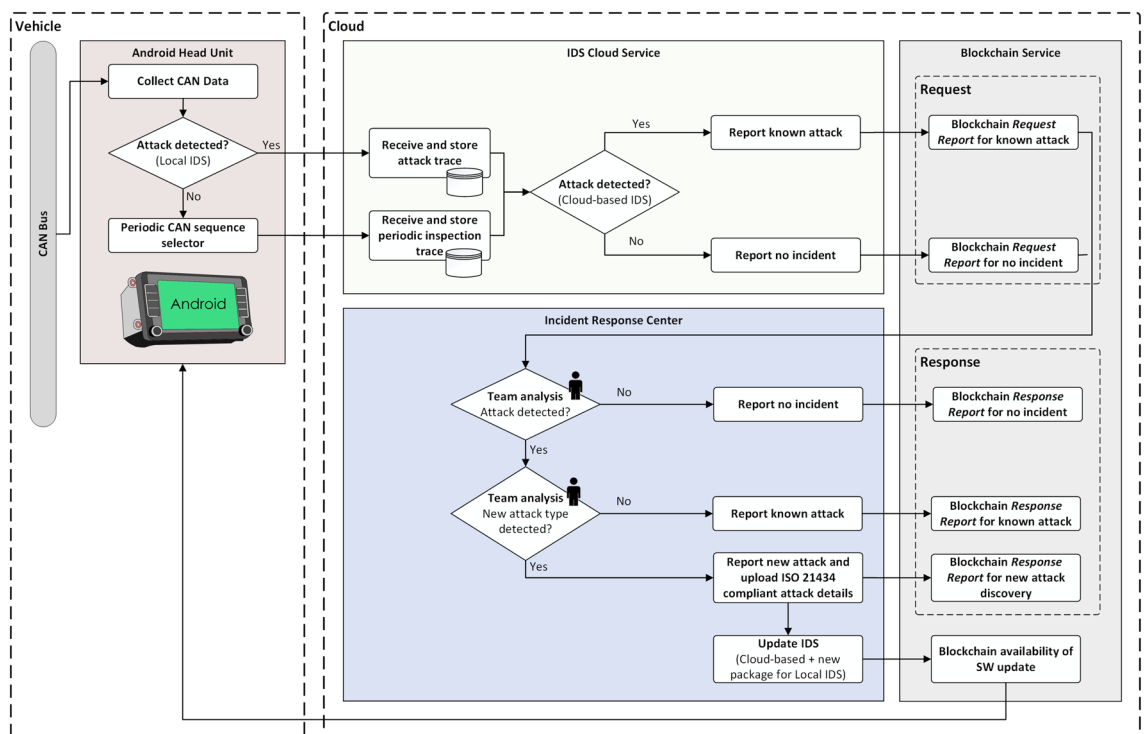 Vehicle
CAN Bus
Android Head Unit
Collect CAN Data
Attack detected?
(Local IDS)
Yes
No
Periodic CAN sequence
selector
Android
Cloud
IDS Cloud Service
Receive and store
attack trace
Receive and store
periodic inspection
trace
Attack detected?
(Cloud-based IDS)
Yes
No
Report known attack
Report no incident
Blockchain Service
Request
Blockchain Request
Report for known attack
Blockchain Request
Report for no incident
Incident Response Center
Team analysis
Attack detected?
No
Yes
Report no incident
Team analysis
New attack type
detected?
No
Yes
Report known attack
Report new attack and
upload ISO 21434
compliant attack details
Update IDS
(Cloud-based + new
package for Local IDS)
Response
Blockchain Response
Report for no incident
Blockchain Response
Report for known attack
Blockchain Response
Report for new attack
discovery
Blockchain availability of
SW update